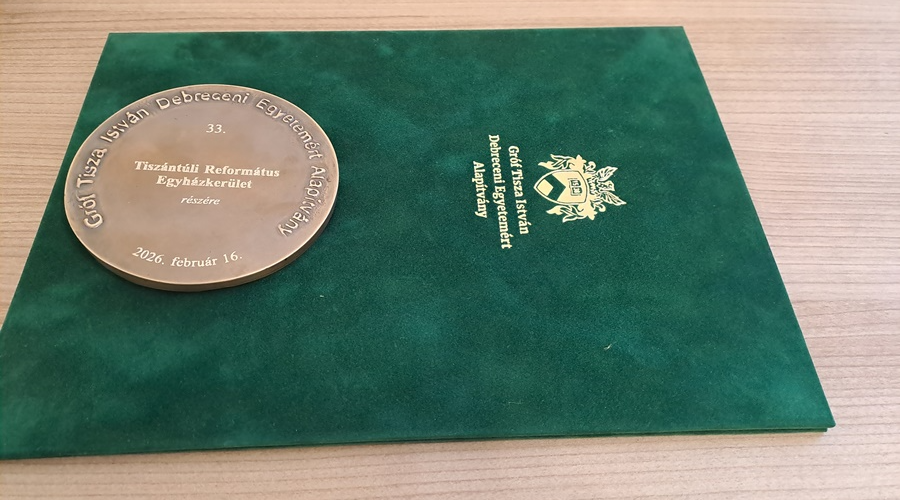 Gróf Tisza István Debreceni Egyetemért Alapítvány
33.
Tiszántúli Református
Egyházkerület
részére
2026. február 16.
Gróf Tisza István
Debreceni Egyetemért
Alapítvány